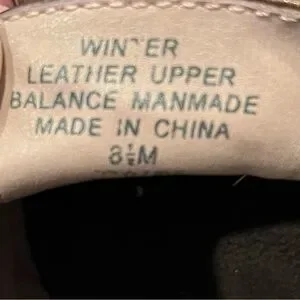 WINTER
LEATHER UPPER
BALANCE MANMADE
MADE IN CHINA
8½M